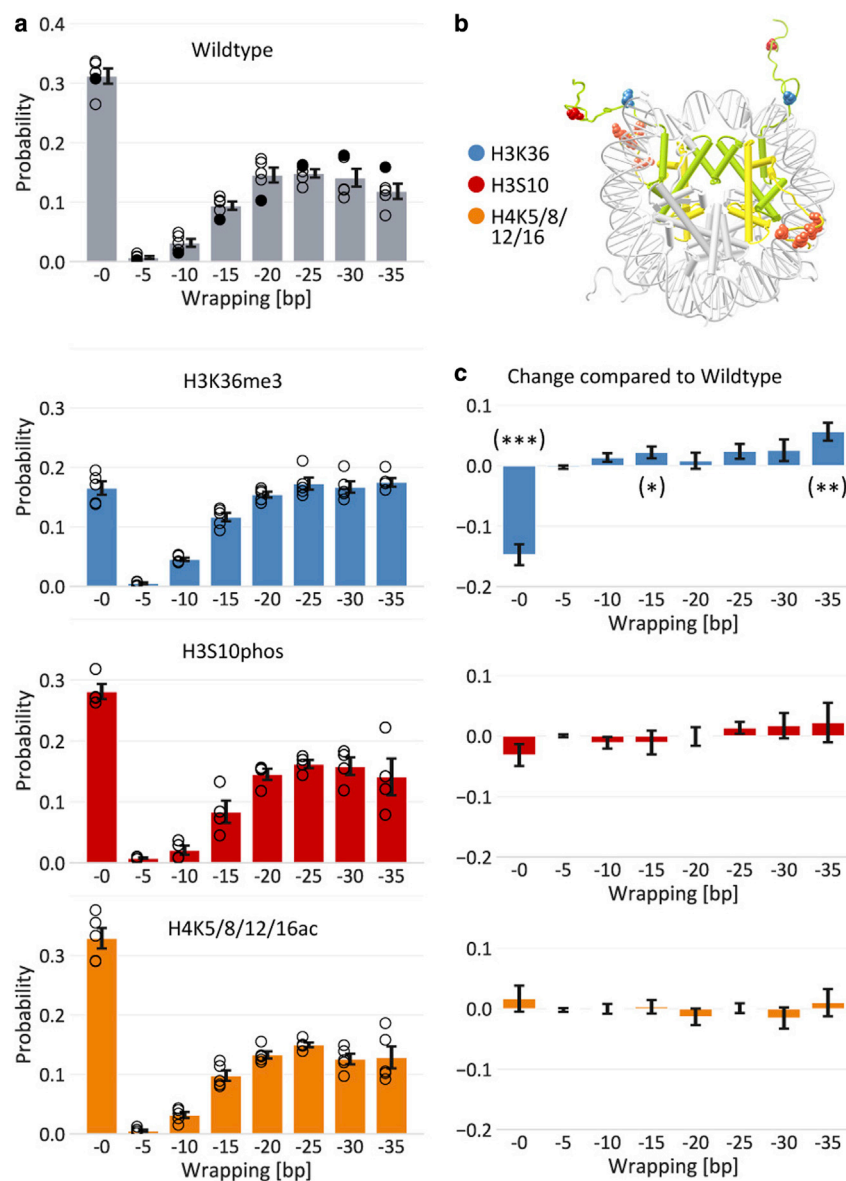 a
Wildtype
0.4
0.3
0.2
0.1
0.0
Probability
-0 -5 -10 -15 -20 -25 -30 -35
Wrapping [bp]
b
H3K36
H3S10
H4K5/8/
12/16
H3K36me3
0.3
0.2
0.1
0.0
Probability
-0 -5 -10 -15 -20 -25 -30 -35
Wrapping [bp]
H3S10phos
0.3
0.2
0.1
0.0
Probability
-0 -5 -10 -15 -20 -25 -30 -35
Wrapping [bp]
H4K5/8/12/16ac
0.3
0.2
0.1
0.0
Probability
-0 -5 -10 -15 -20 -25 -30 -35
Wrapping [bp]
c
Change compared to Wildtype
0.1
0.0
−0.1
−0.2
(***)
(*)
(**)
-0 -5 -10 -15 -20 -25 -30 -35
Wrapping [bp]
0.1
0.0
−0.1
−0.2
-0 -5 -10 -15 -20 -25 -30 -35
Wrapping [bp]
0.1
0.0
−0.1
−0.2
-0 -5 -10 -15 -20 -25 -30 -35
Wrapping [bp]